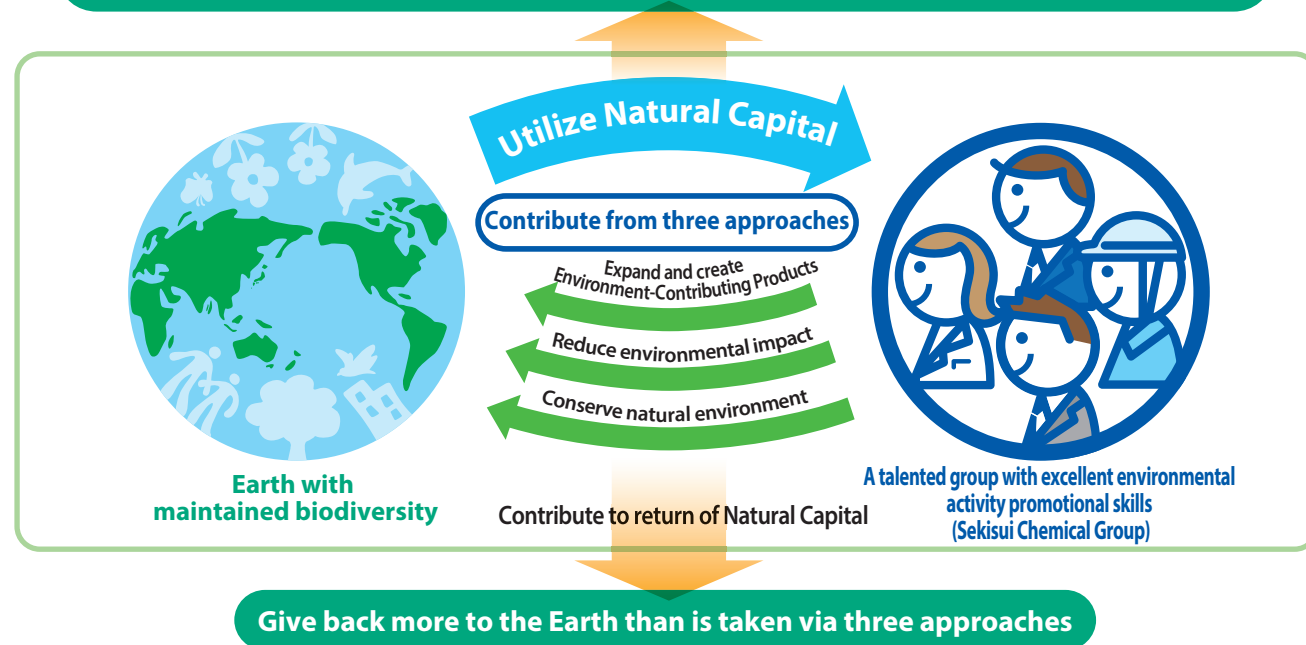 Utilize Natural Capital
Contribute from three approaches
Expand and create
Environment-Contributing Products
Reduce environmental impact
Conserve natural environment
Earth with
maintained biodiversity
Contribute to return of Natural Capital
A talented group with excellent environmental
activity promotional skills
(Sekisui Chemical Group)
Give back more to the Earth than is taken via three approaches